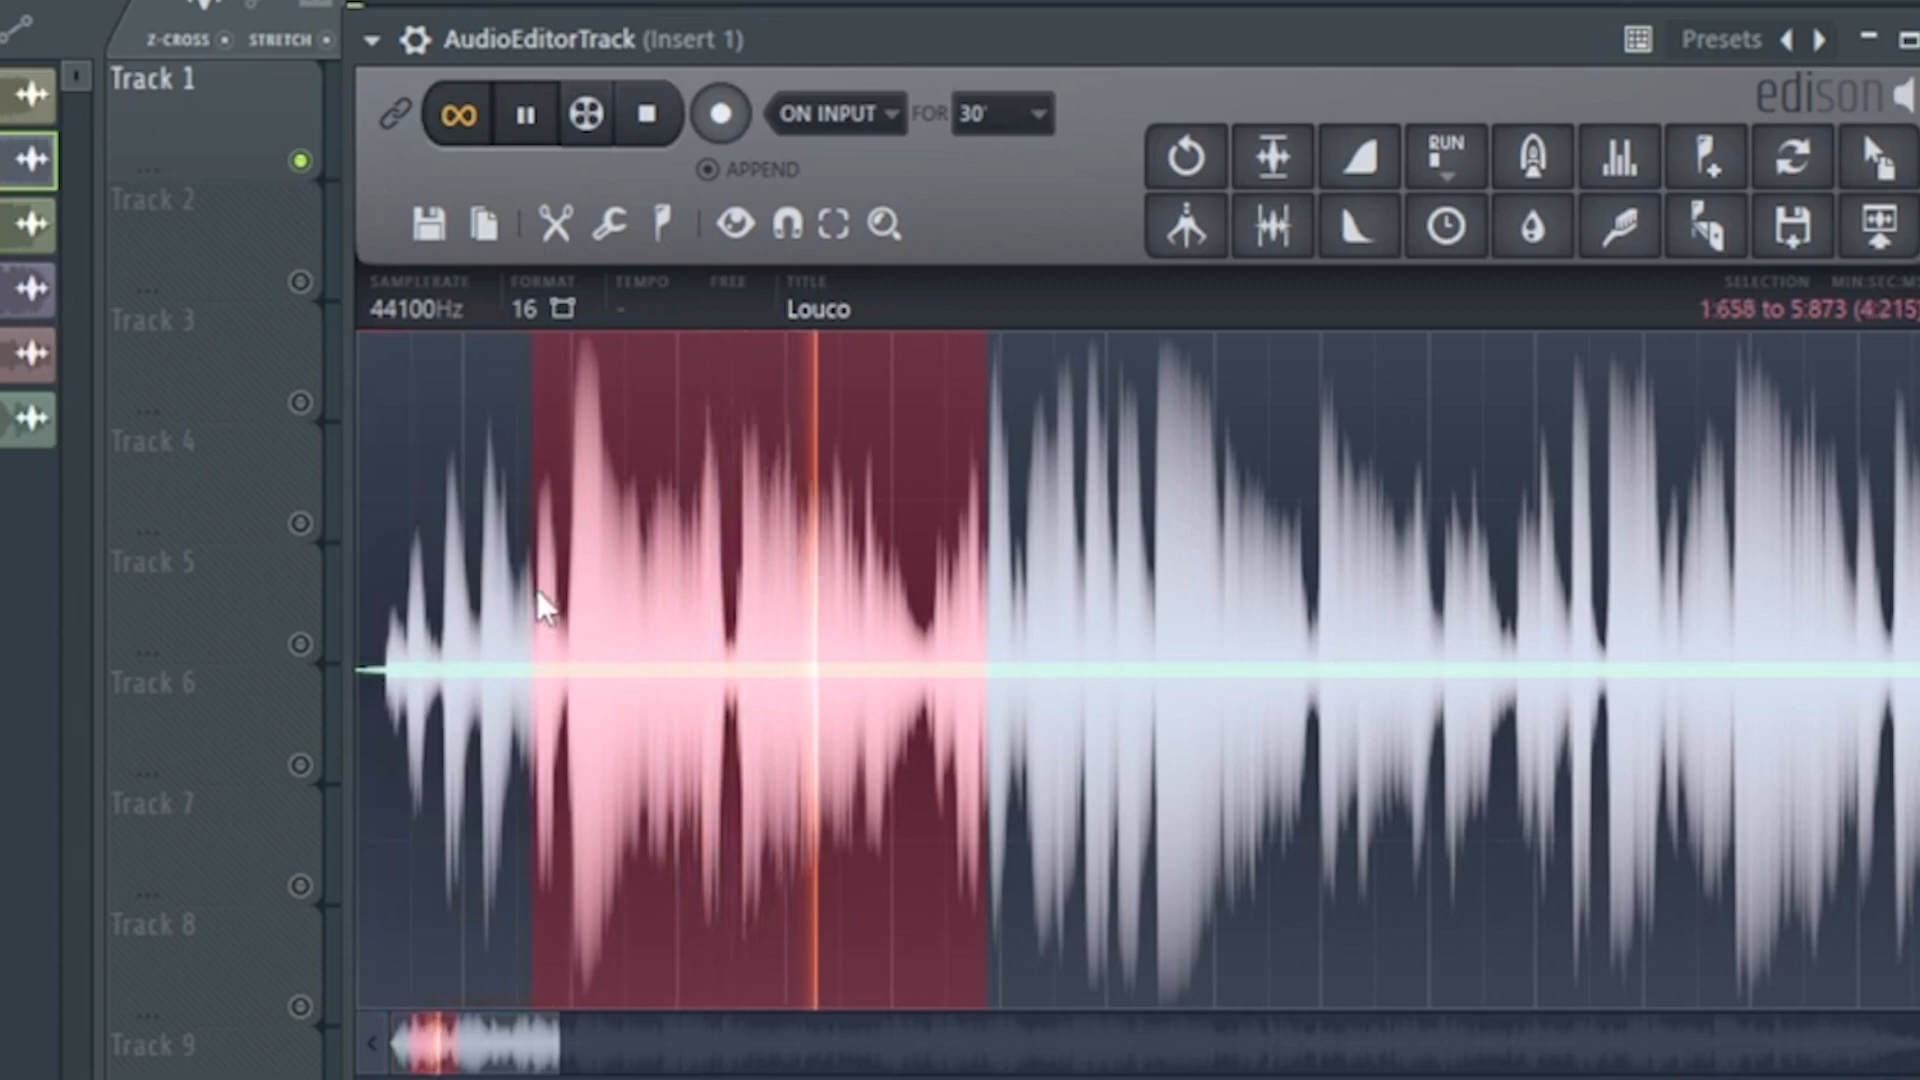 Z-CROSS STRETCH
Track 1
Track 2
Track 3
Track 4
Track 5
Track 6
Track 7
Track 8
Track 9
AudioEditorTrack (Insert 1)
Presets
edison
ON INPUT FOR 30'
APPEND
RUN
SAMPLERATE FORMAT TEMPO FREE TITLE
44100Hz 16 - Louco
SELECTION MIN:SEC:MS
1:658 to 5:873 (4:215)